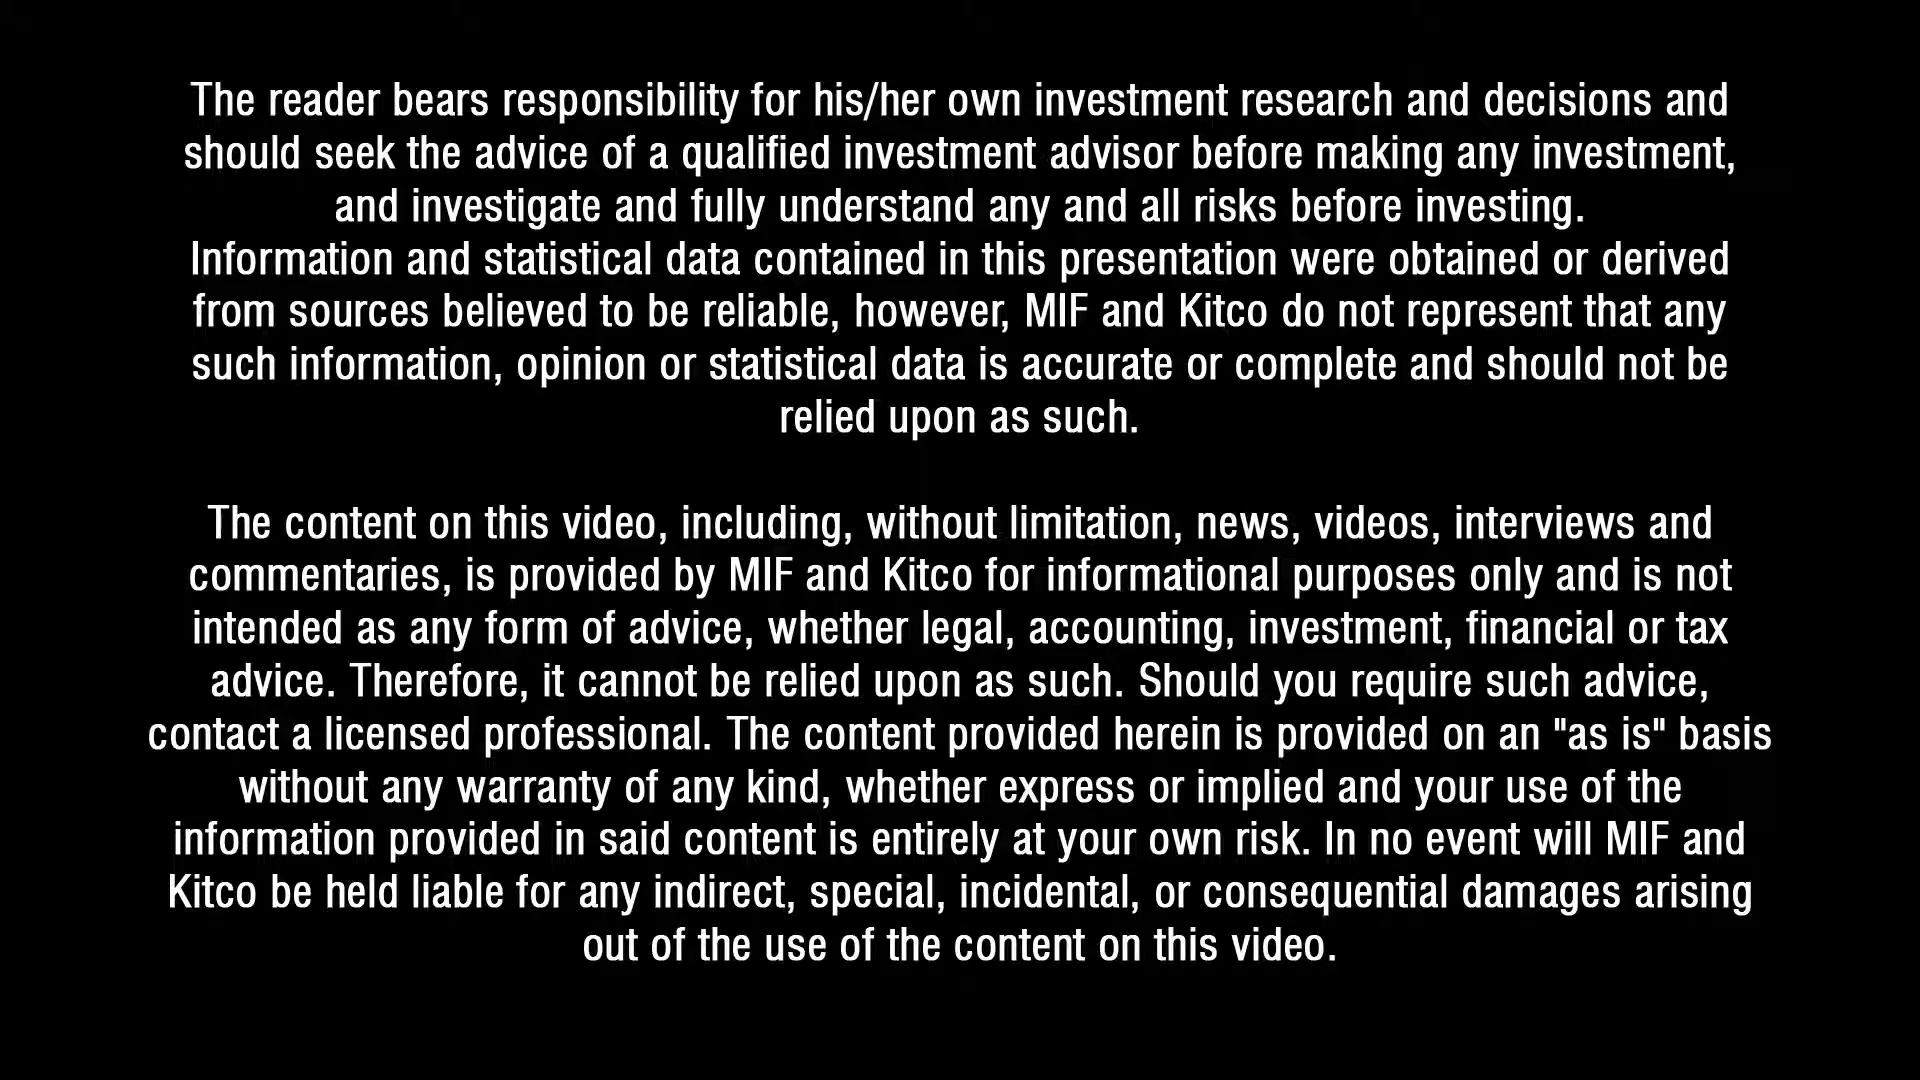 The reader bears responsibility for his/her own investment research and decisions and
should seek the advice of a qualified investment advisor before making any investment,
and investigate and fully understand any and all risks before investing.
Information and statistical data contained in this presentation were obtained or derived
from sources believed to be reliable, however, MIF and Kitco do not represent that any
such information, opinion or statistical data is accurate or complete and should not be
relied upon as such.
The content on this video, including, without limitation, news, videos, interviews and
commentaries, is provided by MIF and Kitco for informational purposes only and is not
intended as any form of advice, whether legal, accounting, investment, financial or tax
advice. Therefore, it cannot be relied upon as such. Should you require such advice,
contact a licensed professional. The content provided herein is provided on an "as is" basis
without any warranty of any kind, whether express or implied and your use of the
information provided in said content is entirely at your own risk. In no event will MIF and
Kitco be held liable for any indirect, special, incidental, or consequential damages arising
out of the use of the content on this video.